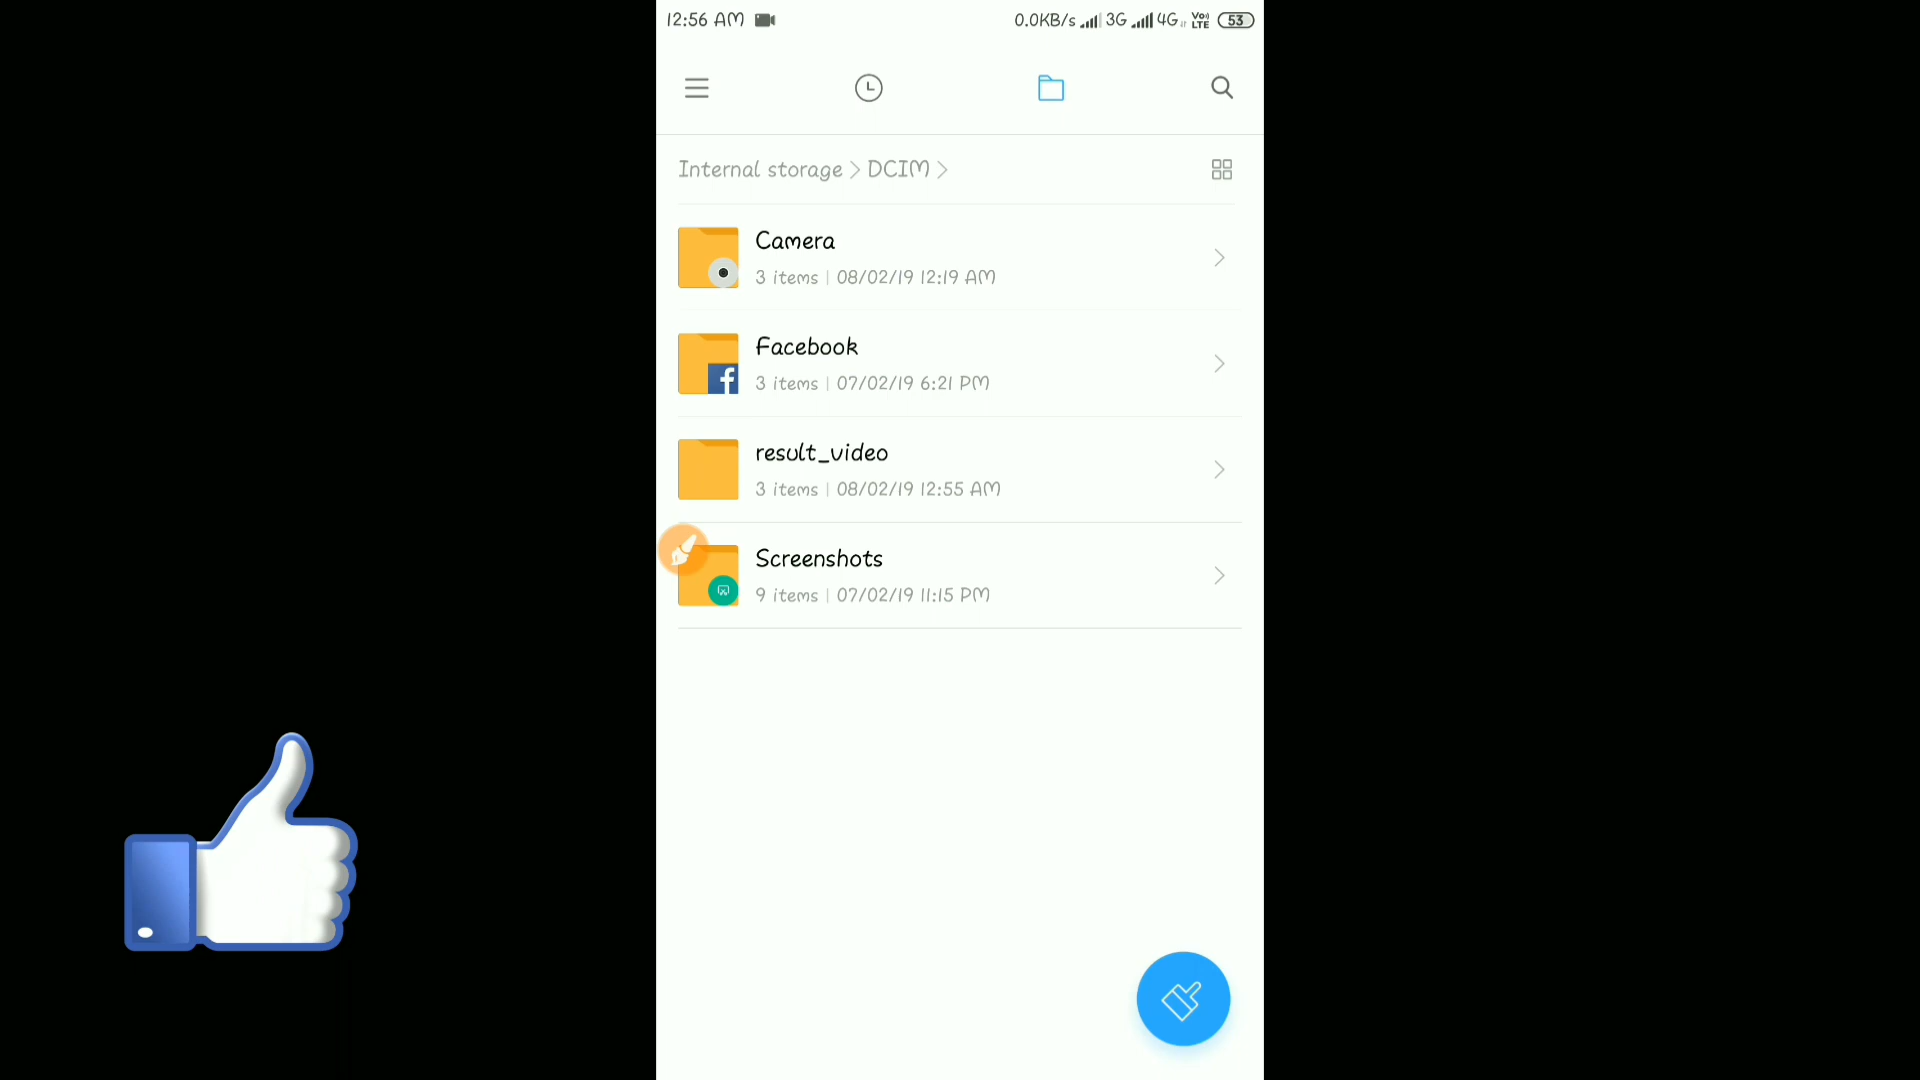 12:56 AM 0.0KB/s 3G 4G VoLTE 53
Internal storage > DCIM >
Camera
3 items | 08/02/19 12:19 AM
Facebook
3 items | 07/02/19 6:21 PM
result_video
3 items | 08/02/19 12:55 AM
Screenshots
9 items | 07/02/19 11:15 PM